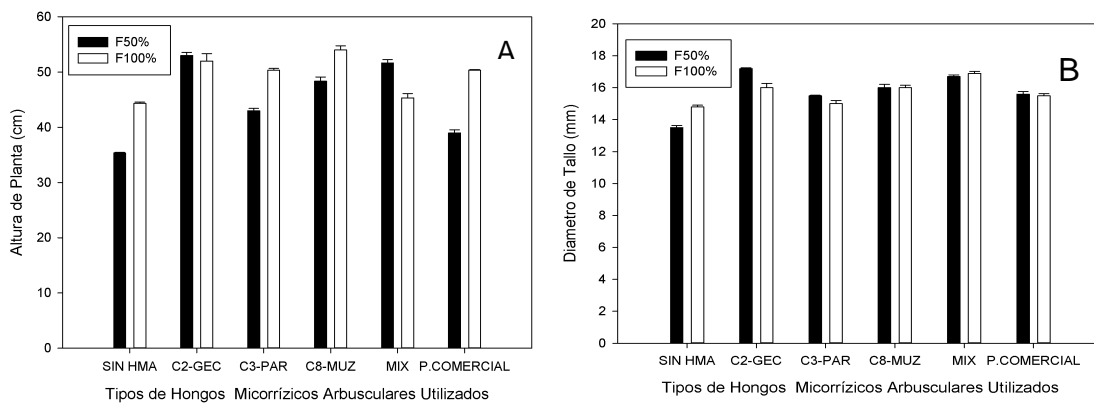 A
F50%
F100%
Altura de Planta (cm)
60
50
40
30
20
10
0
SIN HMA C2-GEC C3-PAR C8-MUZ MIX P.COMERCIAL
Tipos de Hongos Micorrízicos Arbusculares Utilizados
B
F50%
F100%
Diametro de Tallo (mm)
20
18
16
14
12
10
8
6
4
2
0
SIN HMA C2-GEC C3-PAR C8-MUZ MIX P.COMERCIAL
Tipos de Hongos Micorrízicos Arbusculares Utilizados